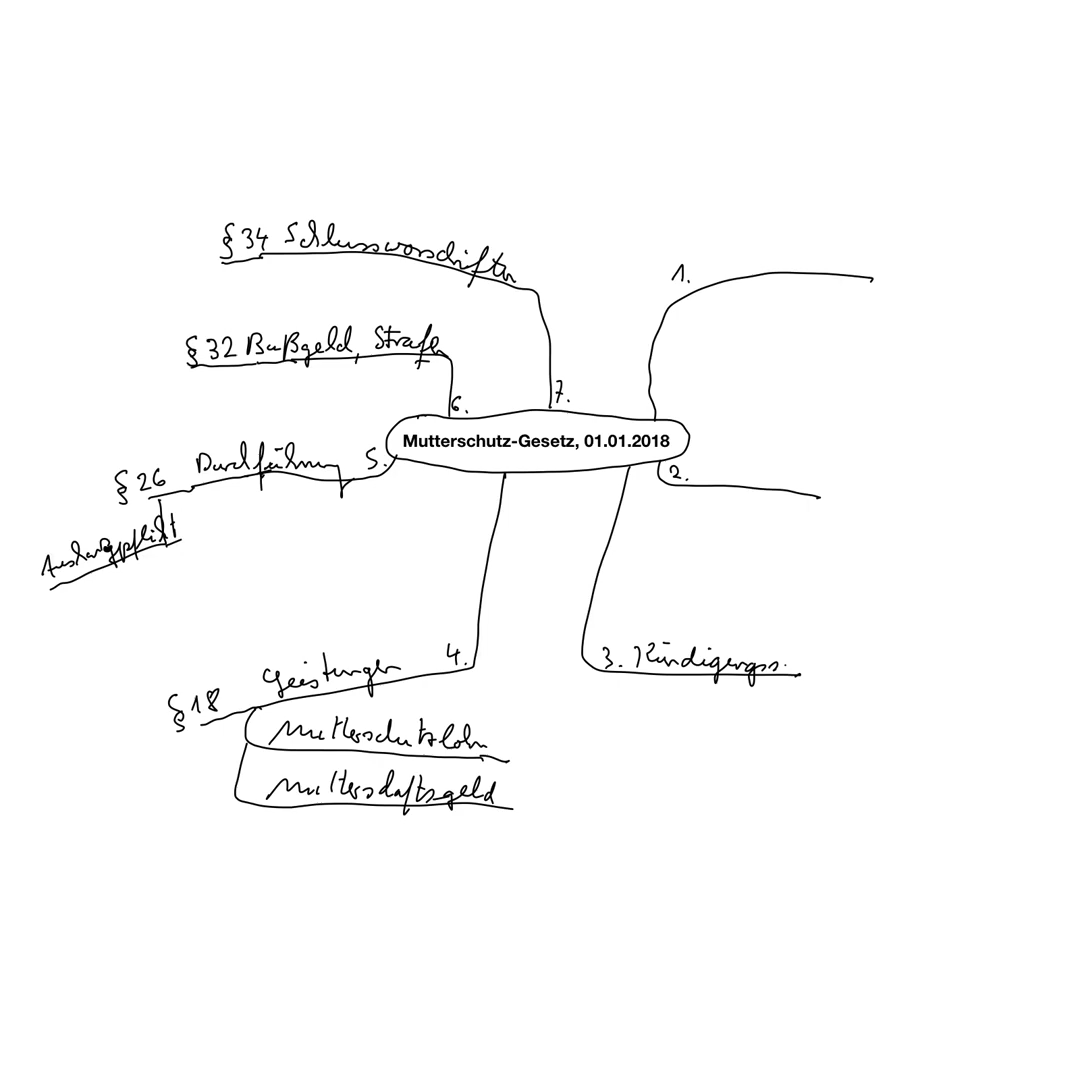 § 34 Schlussvorschriften
1.
§ 32 Bußgeld, Strafen
7.
6.
Mutterschutz-Gesetz, 01.01.2018
5.
Durchführung
2.
§ 26
Aushangpflicht
4.
3. Kündigungss.
Leistungen
§ 18
Mutterschutzlohn
Mutterschaftsgeld